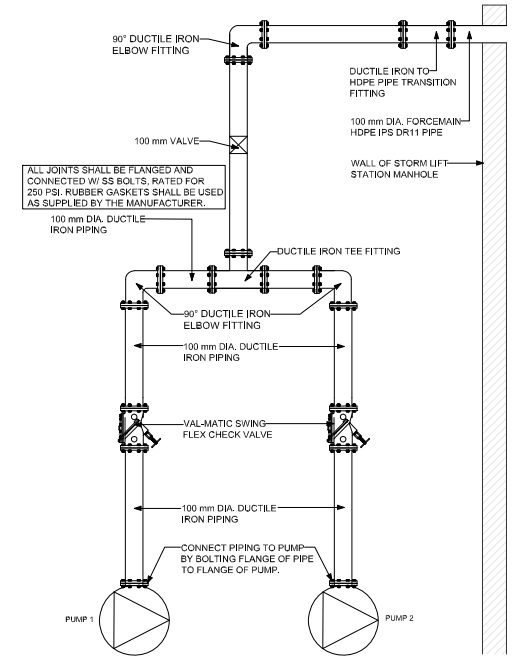 90° DUCTILE IRON
ELBOW FITTING
DUCTILE IRON TO
HDPE PIPE TRANSITION
FITTING
100 mm DIA. FORCEMAIN
HDPE IPS DR11 PIPE
100 mm VALVE
WALL OF STORM LIFT
STATION MANHOLE
ALL JOINTS SHALL BE FLANGED AND
CONNECTED W/ SS BOLTS, RATED FOR
250 PSI. RUBBER GASKETS SHALL BE USED
AS SUPPLIED BY THE MANUFACTURER.
100 mm DIA. DUCTILE
IRON PIPING
DUCTILE IRON TEE FITTING
90° DUCTILE IRON
ELBOW FITTING
100 mm DIA. DUCTILE
IRON PIPING
VAL-MATIC SWING
FLEX CHECK VALVE
100 mm DIA. DUCTILE
IRON PIPING
CONNECT PIPING TO PUMP
BY BOLTING FLANGE OF PIPE
TO FLANGE OF PUMP.
PUMP 1
PUMP 2